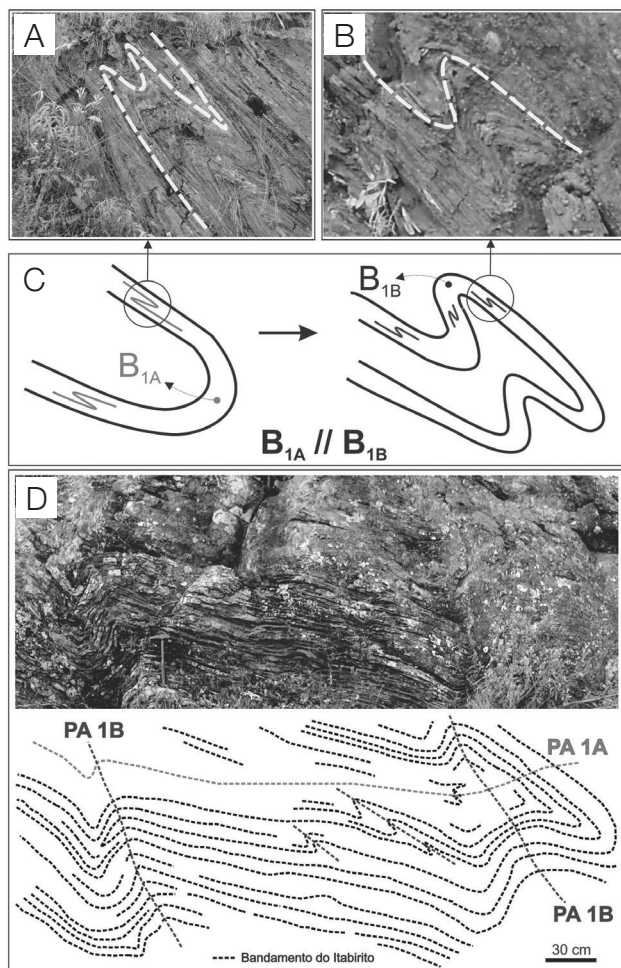 A
B
C
B1A
B1B
B1A // B1B
D
PA 1B
PA 1A
PA 1B
Bandamento do Itabirito
30 cm